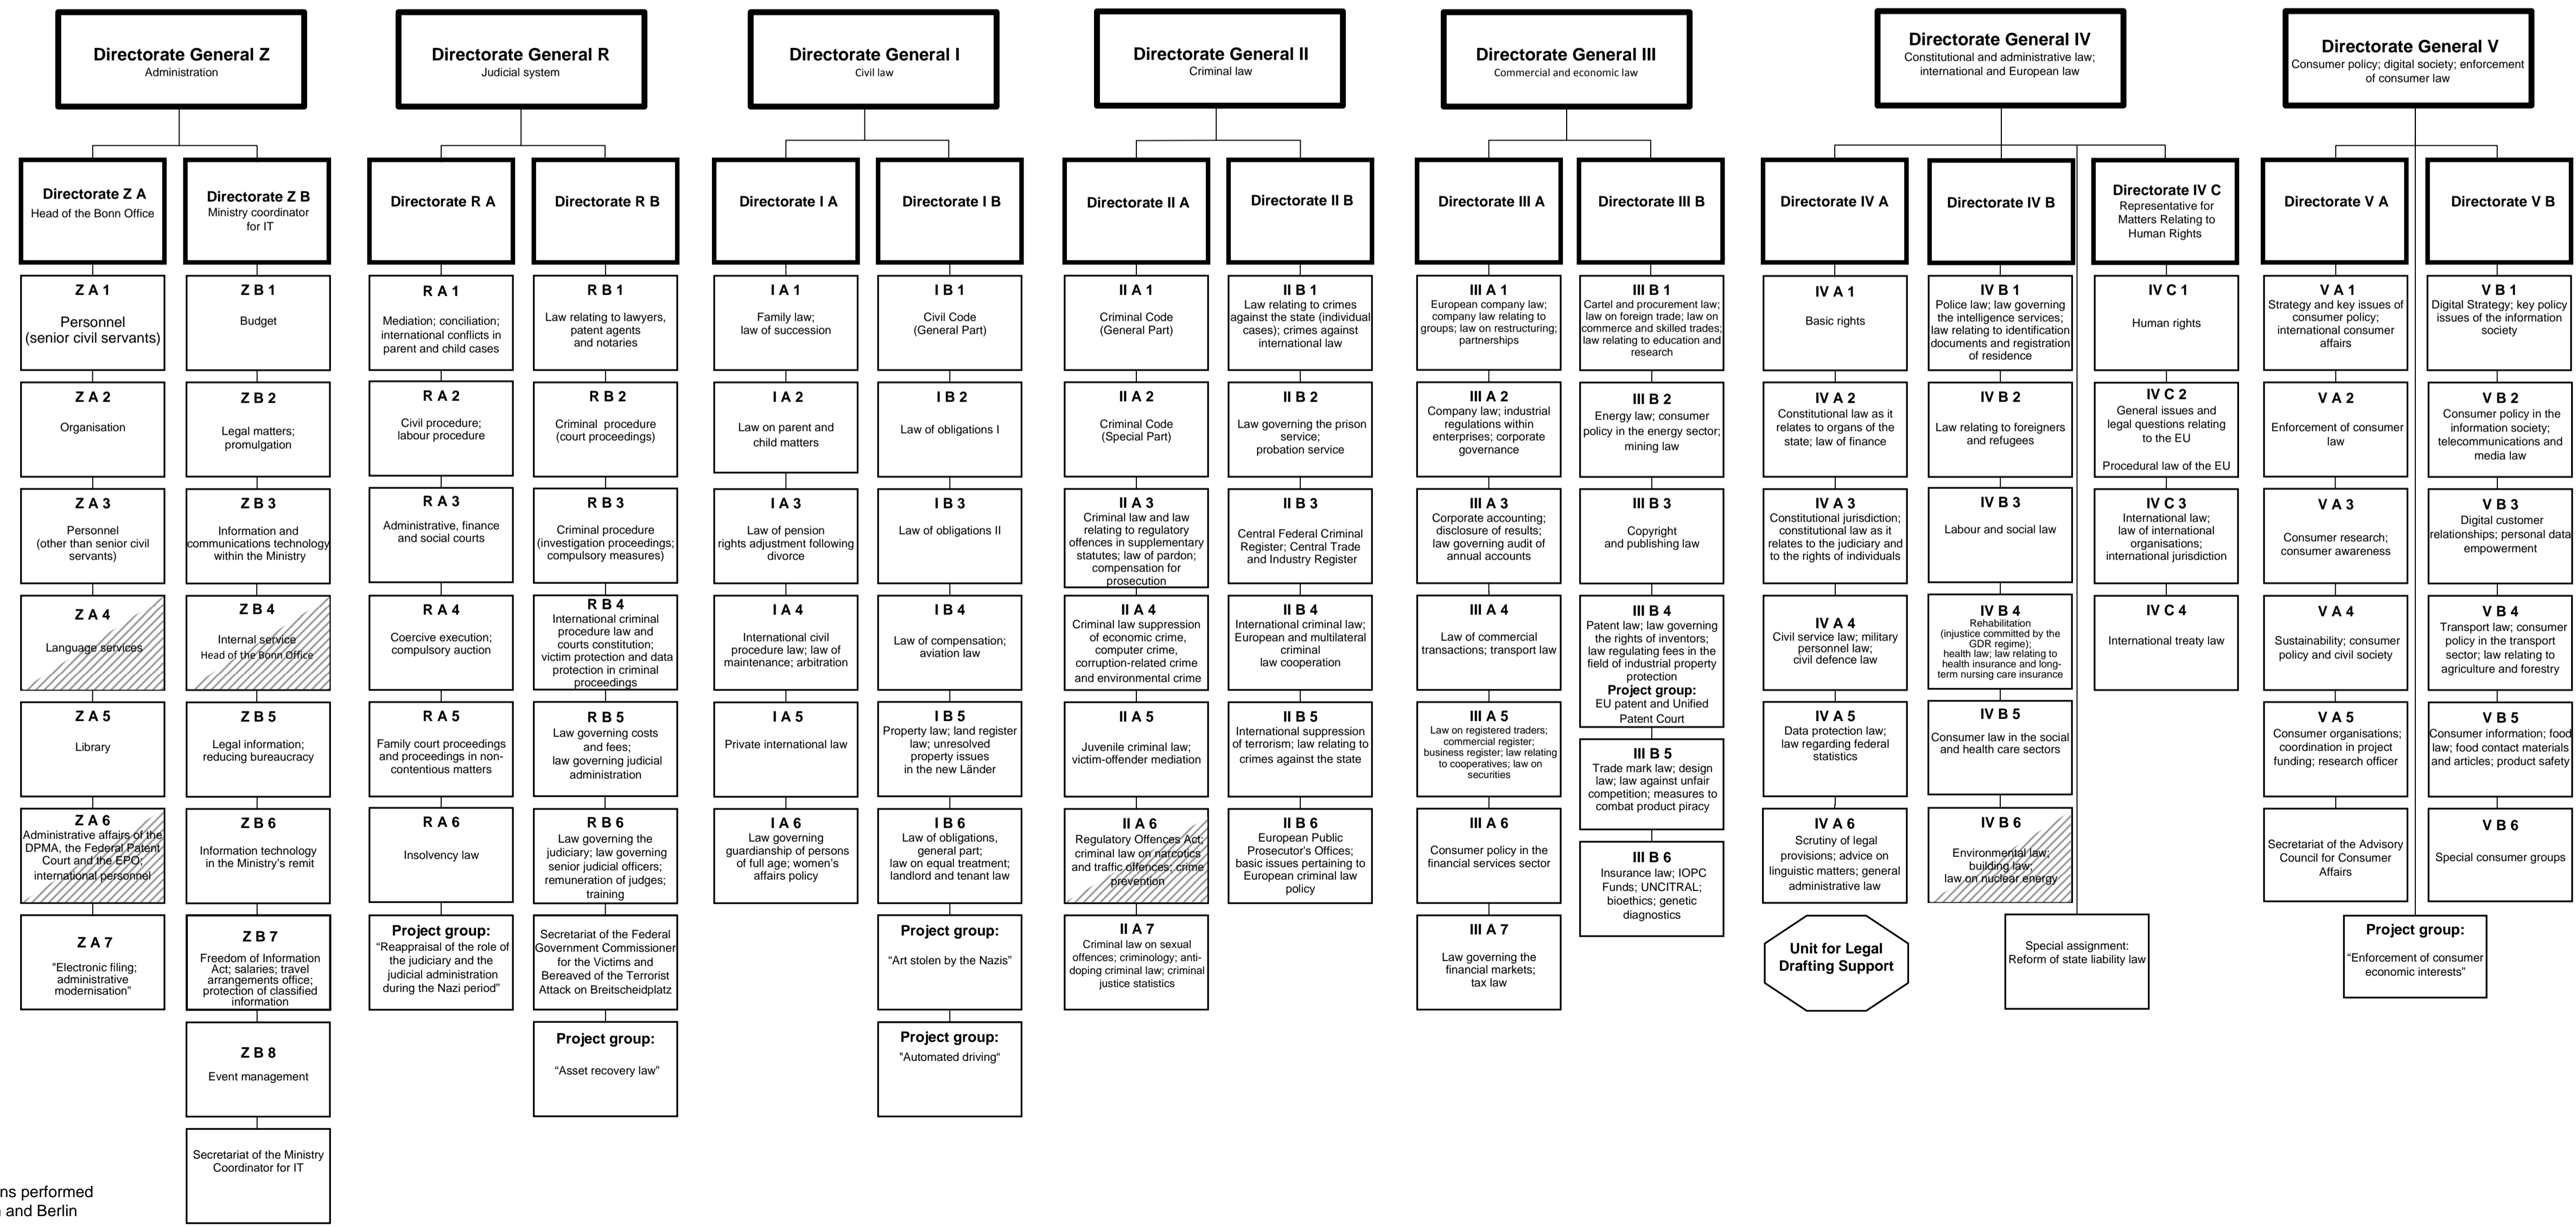 Directorate General Z
Administration
Directorate Z A
Head of the Bonn Office
Z A 1
Personnel
(senior civil servants)
Z A 2
Organisation
Z A 3
Personnel
(other than senior civil
servants)
Z A 4
Language services
Z A 5
Library
Z A 6
Administrative affairs of the
DPMA, the Federal Patent
Court and the EPO;
international personnel
Z A 7
"Electronic filing;
administrative
modernisation”
Directorate Z B
Ministry coordinator
for IT
Z B 1
Budget
Z B 2
Legal matters;
promulgation
Z B 3
Information and
communications technology
within the Ministry
Z B 4
Internal service
Head of the Bonn Office
Z B 5
Legal information;
reducing bureaucracy
Z B 6
Information technology
in the Ministry’s remit
Z B 7
Freedom of Information
Act; salaries; travel
arrangements office;
protection of classified
information
Z B 8
Event management
Secretariat of the Ministry
Coordinator for IT
Directorate General R
Judicial system
Directorate R A
R A 1
Mediation; conciliation;
international conflicts in
parent and child cases
R A 2
Civil procedure;
labour procedure
R A 3
Administrative, finance
and social courts
R A 4
Coercive execution;
compulsory auction
R A 5
Family court proceedings
and proceedings in non-
contentious matters
R A 6
Insolvency law
Project group:
“Reappraisal of the role of
the judiciary and the
judicial administration
during the Nazi period”
Directorate R B
R B 1
Law relating to lawyers,
patent agents
and notaries
R B 2
Criminal procedure
(court proceedings)
R B 3
Criminal procedure
(investigation proceedings;
compulsory measures)
R B 4
International criminal
procedure law and
courts constitution;
victim protection and data
protection in criminal
proceedings
R B 5
Law governing costs
and fees;
law governing judicial
administration
R B 6
Law governing the
judiciary; law governing
senior judicial officers;
remuneration of judges;
training
Secretariat of the Federal
Government Commissioner
for the Victims and
Bereaved of the Terrorist
Attack on Breitscheidplatz
Project group:
“Asset recovery law”
Directorate General I
Civil law
Directorate I A
I A 1
Family law;
law of succession
I A 2
Law on parent and
child matters
I A 3
Law of pension
rights adjustment following
divorce
I A 4
International civil
procedure law; law of
maintenance; arbitration
I A 5
Private international law
I A 6
Law governing
guardianship of persons
of full age; women’s
affairs policy
Directorate I B
I B 1
Civil Code
(General Part)
I B 2
Law of obligations I
I B 3
Law of obligations II
I B 4
Law of compensation;
aviation law
I B 5
Property law; land register
law; unresolved
property issues
in the new Länder
I B 6
Law of obligations,
general part;
law on equal treatment;
landlord and tenant law
Project group:
“Art stolen by the Nazis”
Project group:
”Automated driving“
Directorate General II
Criminal law
Directorate II A
II A 1
Criminal Code
(General Part)
II A 2
Criminal Code
(Special Part)
II A 3
Criminal law and law
relating to regulatory
offences in supplementary
statutes; law of pardon;
compensation for
prosecution
II A 4
Criminal law suppression
of economic crime,
computer crime,
corruption-related crime
and environmental crime
II A 5
Juvenile criminal law;
victim-offender mediation
II A 6
Regulatory Offences Act;
criminal law on narcotics
and traffic offences; crime
prevention
II A 7
Criminal law on sexual
offences; criminology; anti-
doping criminal law; criminal
justice statistics
Directorate II B
II B 1
Law relating to crimes
against the state (individual
cases); crimes against
international law
II B 2
Law governing the prison
service;
probation service
II B 3
Central Federal Criminal
Register; Central Trade
and Industry Register
II B 4
International criminal law;
European and multilateral
criminal
law cooperation
II B 5
International suppression
of terrorism; law relating to
crimes against the state
II B 6
European Public
Prosecutor’s Offices;
basic issues pertaining to
European criminal law
policy
Directorate General III
Commercial and economic law
Directorate III A
III A 1
European company law;
company law relating to
groups; law on restructuring;
partnerships
III A 2
Company law; industrial
regulations within
enterprises; corporate
governance
III A 3
Corporate accounting;
disclosure of results;
law governing audit of
annual accounts
III A 4
Law of commercial
transactions; transport law
III A 5
Law on registered traders;
commercial register;
business register; law relating
to cooperatives; law on
securities
III A 6
Consumer policy in the
financial services sector
III A 7
Law governing the
financial markets;
tax law
Directorate III B
III B 1
Cartel and procurement law;
law on foreign trade; law on
commerce and skilled trades;
law relating to education and
research
III B 2
Energy law; consumer
policy in the energy sector;
mining law
III B 3
Copyright
and publishing law
III B 4
Patent law; law governing
the rights of inventors;
law regulating fees in the
field of industrial property
protection
Project group:
EU patent and Unified
Patent Court
III B 5
Trade mark law; design
law; law against unfair
competition; measures to
combat product piracy
III B 6
Insurance law; IOPC
Funds; UNCITRAL;
bioethics; genetic
diagnostics
Directorate General IV
Constitutional and administrative law;
international and European law
Directorate IV A
IV A 1
Basic rights
IV A 2
Constitutional law as it
relates to organs of the
state; law of finance
IV A 3
Constitutional jurisdiction;
constitutional law as it
relates to the judiciary and
to the rights of individuals
IV A 4
Civil service law; military
personnel law;
civil defence law
IV A 5
Data protection law;
law regarding federal
statistics
IV A 6
Scrutiny of legal
provisions; advice on
linguistic matters; general
administrative law
Unit for Legal
Drafting Support
Directorate IV B
IV B 1
Police law; law governing
the intelligence services;
law relating to identification
documents and registration
of residence
IV B 2
Law relating to foreigners
and refugees
IV B 3
Labour and social law
IV B 4
Rehabilitation
(injustice committed by the
GDR regime);
health law; law relating to
health insurance and long-
term nursing care insurance
IV B 5
Consumer law in the social
and health care sectors
IV B 6
Environmental law;
building law;
law on nuclear energy
Directorate IV C
Representative for
Matters Relating to
Human Rights
IV C 1
Human rights
IV C 2
General issues and
legal questions relating
to the EU
Procedural law of the EU
IV C 3
International law;
law of international
organisations;
international jurisdiction
IV C 4
International treaty law
Special assignment:
Reform of state liability law
Directorate General V
Consumer policy; digital society; enforcement
of consumer law
Directorate V A
V A 1
Strategy and key issues of
consumer policy;
international consumer
affairs
V A 2
Enforcement of consumer
law
V A 3
Consumer research;
consumer awareness
V A 4
Sustainability; consumer
policy and civil society
V A 5
Consumer organisations;
coordination in project
funding; research officer
Secretariat of the Advisory
Council for Consumer
Affairs
Directorate V B
V B 1
Digital Strategy; key policy
issues of the information
society
V B 2
Consumer policy in the
information society;
telecommunications and
media law
V B 3
Digital customer
relationships; personal data
empowerment
V B 4
Transport law; consumer
policy in the transport
sector; law relating to
agriculture and forestry
V B 5
Consumer information; food
law; food contact materials
and articles; product safety
V B 6
Special consumer groups
Project group:
“Enforcement of consumer
economic interests”
performed
and Berlin